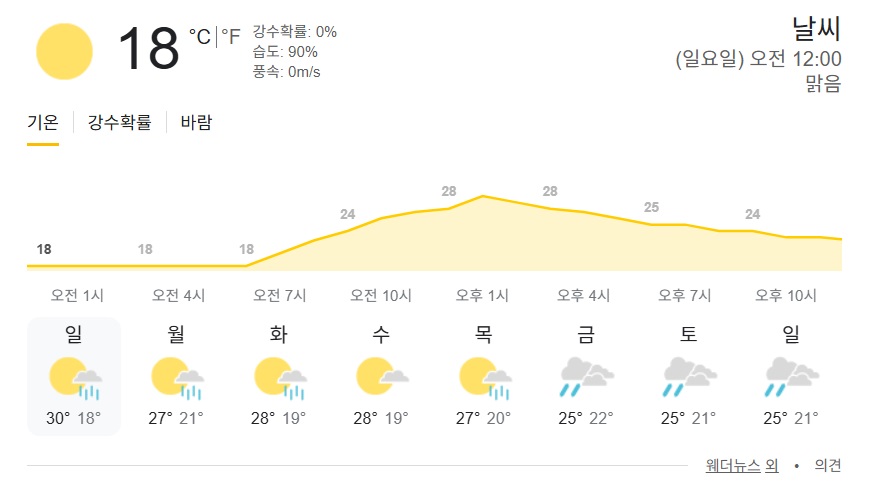 18 °C | °F
강수확률: 0%
습도: 90%
풍속: 0m/s
날씨
(일요일) 오전 12:00
맑음
기온 강수확률 바람
18 18 18 24 28 28 25 24
오전 1시 오전 4시 오전 7시 오전 10시 오후 1시 오후 4시 오후 7시 오후 10시
일 월 화 수 목 금 토 일
30° 18° 27° 21° 28° 19° 28° 19° 27° 20° 25° 22° 25° 21° 25° 21°
웨더뉴스 외 • 의견